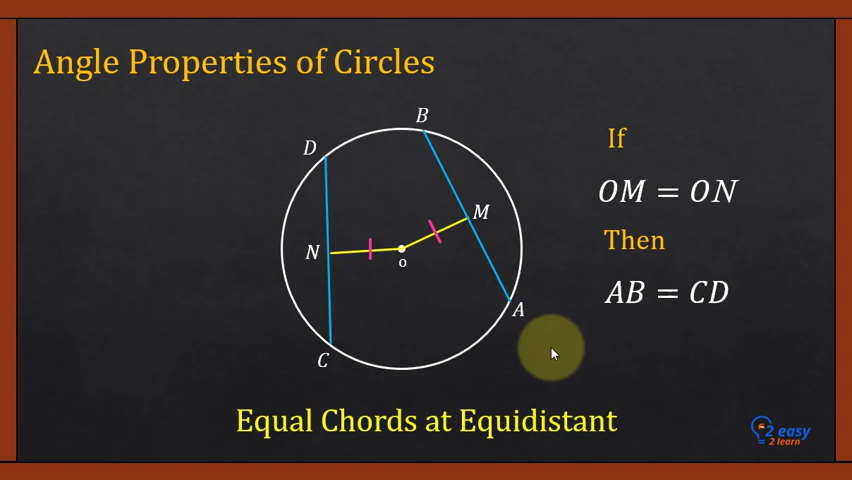 Angle Properties of Circles
B
D
If
OM = ON
M
Then
N
o
AB = CD
A
C
Equal Chords at Equidistant
2 easy
2 learn